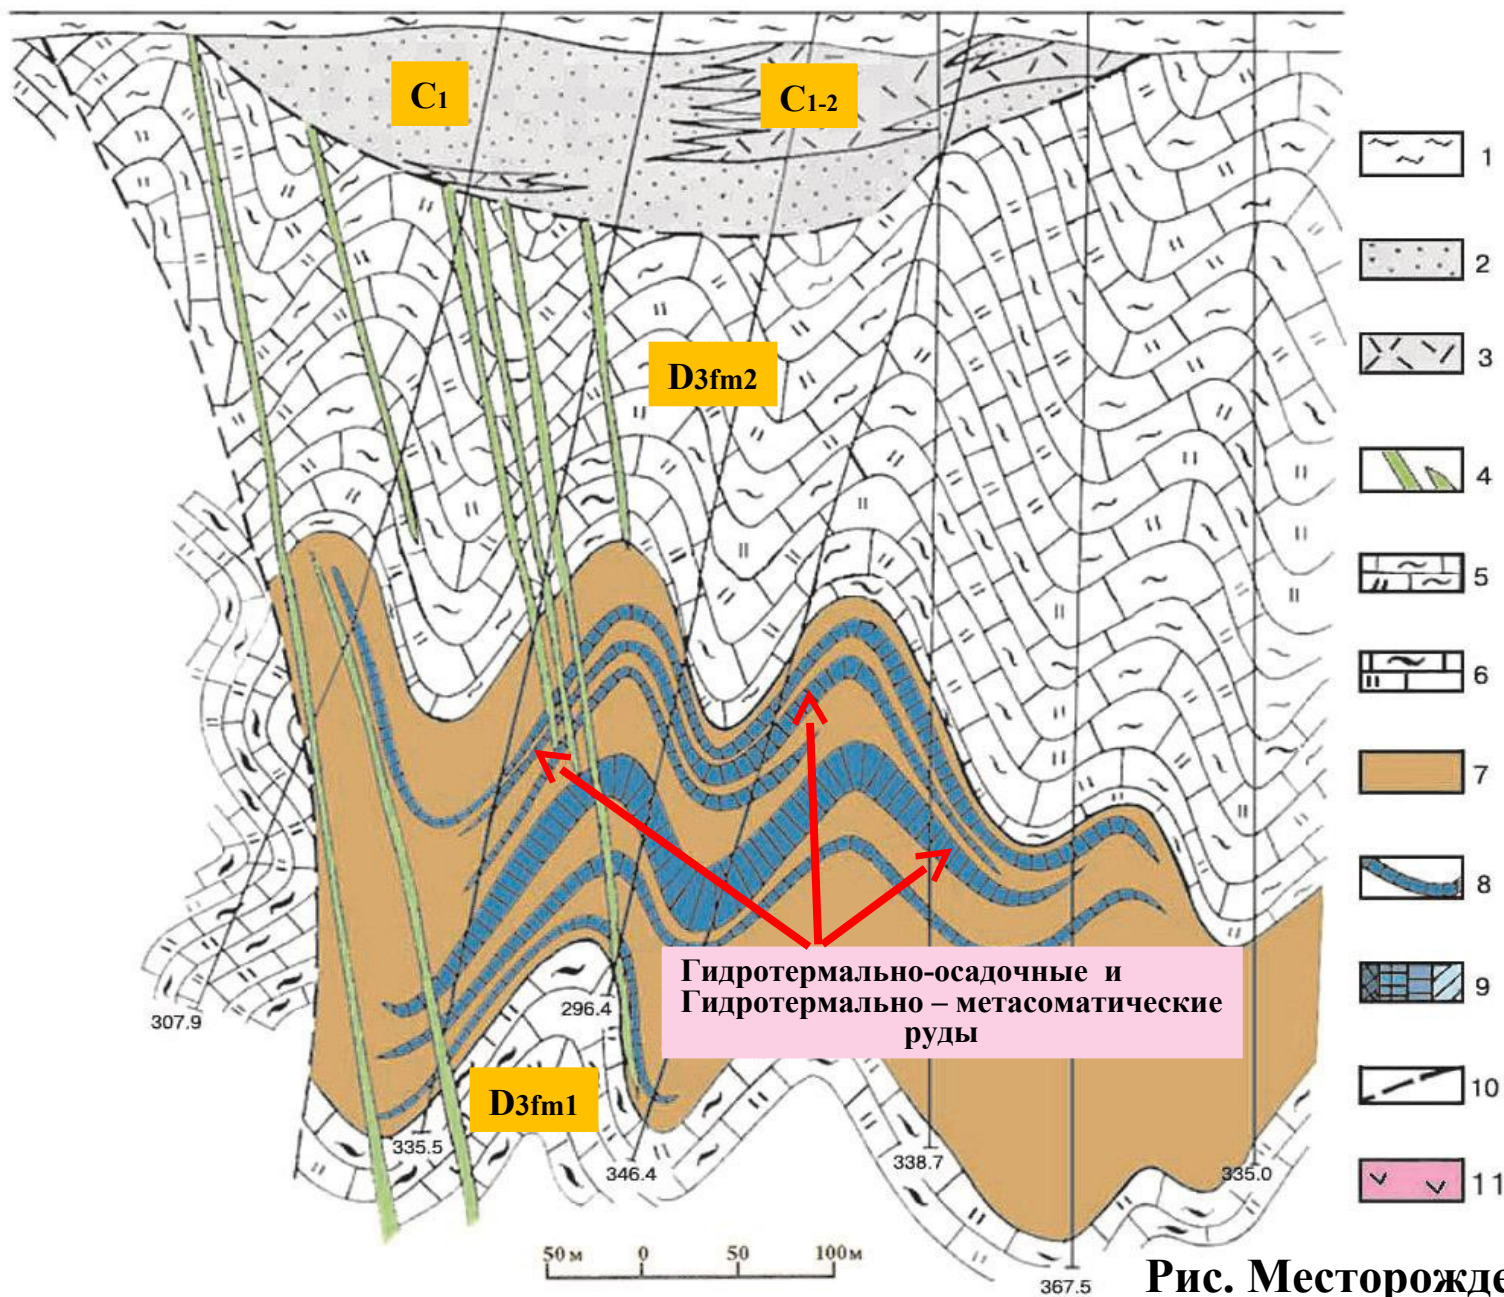 C1
C1-2
D3fm2
1
2
3
4
5
6
7
8
9
10
11
Гидротермально-осадочные и
Гидротермально – метасоматические
руды
D3fm1
307.9
296.4
335.5
346.4
338.7
335.0
367.5
50 м 0 50 100м
Рис. Месторожде